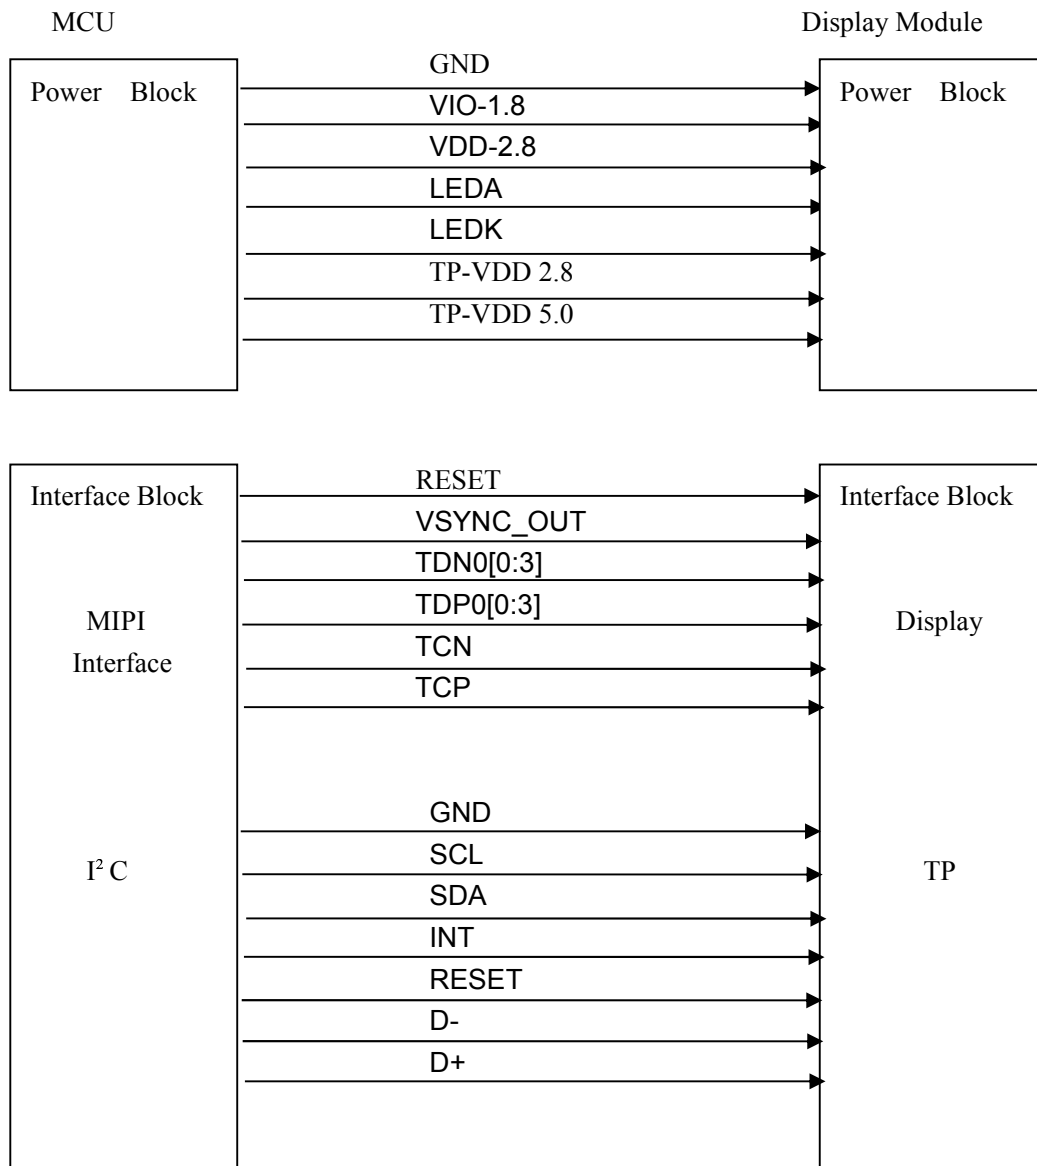 MCU Display Module
GND
Power Block Power Block
VIO-1.8
VDD-2.8
LEDA
LEDK
TP-VDD 2.8
TP-VDD 5.0
RESET
Interface Block Interface Block
VSYNC_OUT
TDN0[0:3]
TDP0[0:3]
MIPI Display
TCN
Interface
TCP
GND
SCL
I² C TP
SDA
INT
RESET
D-
D+